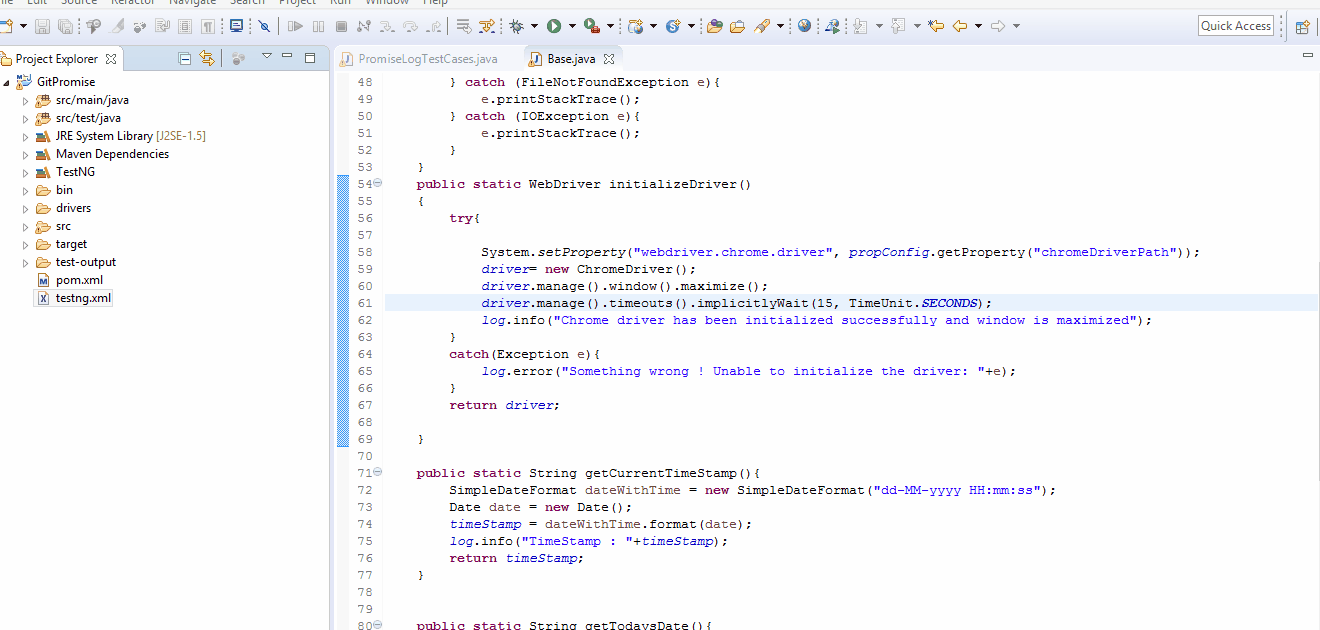 Edit Source Refactor Navigate Search Project Run Window Help
Quick Access
Project Explorer
PromiseLogTestCases.java
Base.java
GitPromise
src/main/java
src/test/java
JRE System Library [J2SE-1.5]
Maven Dependencies
TestNG
bin
drivers
src
target
test-output
pom.xml
testng.xml
48 } catch (FileNotFoundException e){
49 e.printStackTrace();
50 } catch (IOException e){
51 e.printStackTrace();
52 }
53 }
54 public static WebDriver initializeDriver()
55 {
56 try{
57
58 System.setProperty("webdriver.chrome.driver", propConfig.getProperty("chromeDriverPath"));
59 driver= new ChromeDriver();
60 driver.manage().window().maximize();
61 driver.manage().timeouts().implicitlyWait(15, TimeUnit.SECONDS);
62 log.info("Chrome driver has been initialized successfully and window is maximized");
63 }
64 catch(Exception e){
65 log.error("Something wrong ! Unable to initialize the driver: "+e);
66 }
67 return driver;
68
69 }
70
71 public static String getCurrentTimeStamp(){
72 SimpleDateFormat dateWithTime = new SimpleDateFormat("dd-MM-yyyy HH:mm:ss");
73 Date date = new Date();
74 timeStamp = dateWithTime.format(date);
75 log.info("TimeStamp : "+timeStamp);
76 return timeStamp;
77 }
78
79
80 public static String getTodaysDate(){